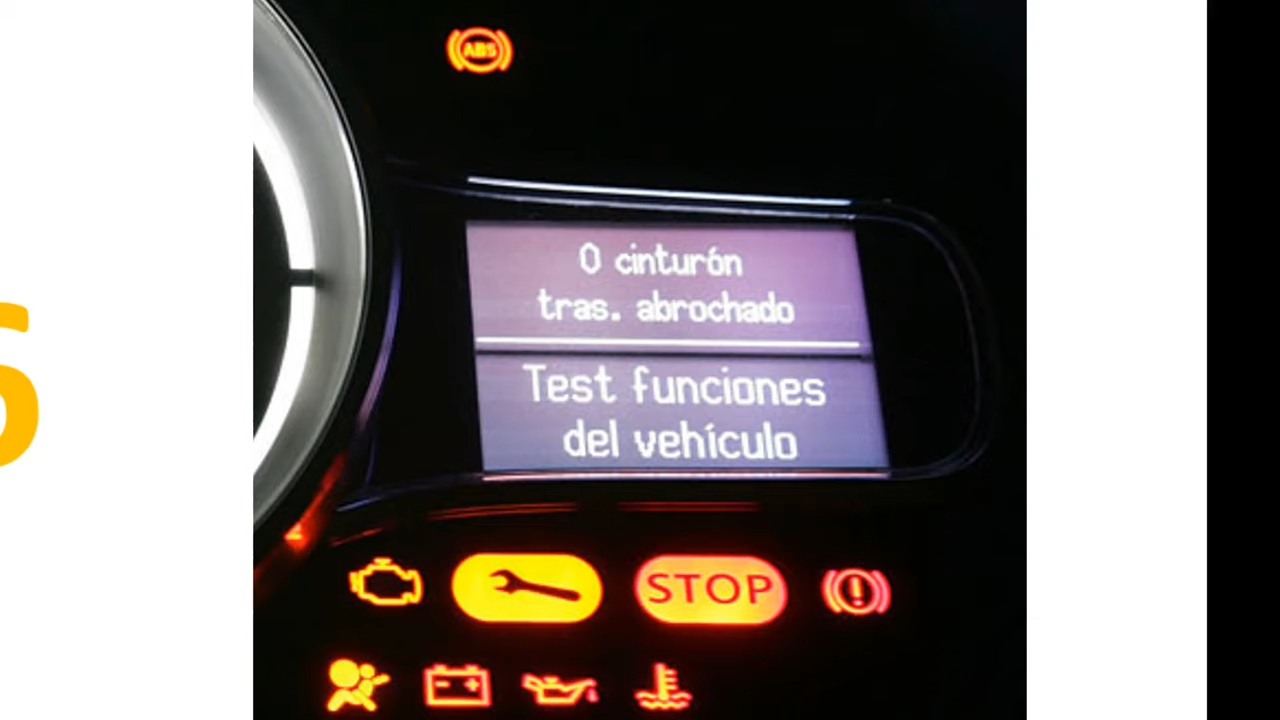 ABS
0 cinturón
tras. abrochado
Test funciones
del vehículo
STOP